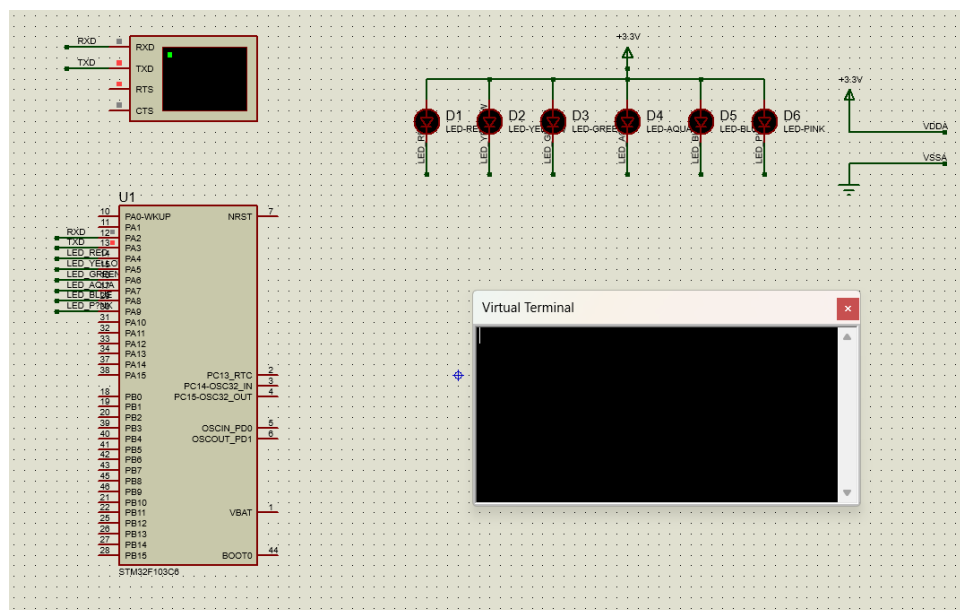 RXD
RXD
TXD
TXD
RTS
CTS
+3.3V
D1
D2
D3
D4
D5
D6
LED-PINK
+3.3V
VDDA
VSSA
U1
10 PA0-WKUP NRST 7
11 PA1
RXD 12 PA2
TXD 13 PA3
LED_RED PA4
PA5
LED_GREEN PA6
LED_AQUA PA7
LED_BLUE PA8
PA9
31 PA10
32 PA11
33 PA12
34 PA13
37 PA14
38 PA15
PC13_RTC 2
PC14-OSC32_IN 3
PC15-OSC32_OUT 4
18 PB0
19 PB1
20 PB2
39 PB3 OSCIN_PD0 5
40 PB4 OSCOUT_PD1 6
41 PB5
42 PB6
43 PB7
45 PB8
46 PB9
21 PB10
22 PB11 VBAT 1
25 PB12
26 PB13
27 PB14
28 PB15 BOOT0 44
STM32F103C6
Virtual Terminal